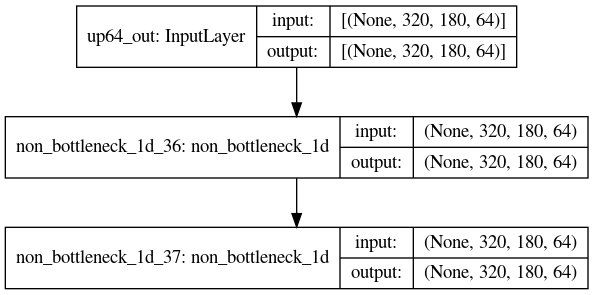 up64_out: InputLayer
input:
[(None, 320, 180, 64)]
output:
[(None, 320, 180, 64)]
non_bottleneck_1d_36: non_bottleneck_1d
input:
(None, 320, 180, 64)
output:
(None, 320, 180, 64)
non_bottleneck_1d_37: non_bottleneck_1d
input:
(None, 320, 180, 64)
output:
(None, 320, 180, 64)